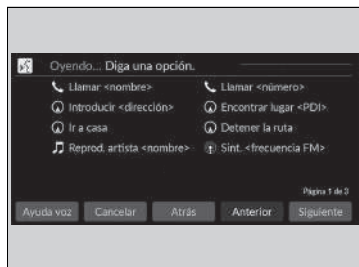 Oyendo... Diga una opción.
Llamar <nombre>
Llamar <número>
Introducir <dirección>
Encontrar lugar <PDI>
Ir a casa
Detener la ruta
Reprod. artista <nombre>
Sint. <frecuencia FM>
Página 1 de 3
Ayuda voz Cancelar Atrás Anterior Siguiente